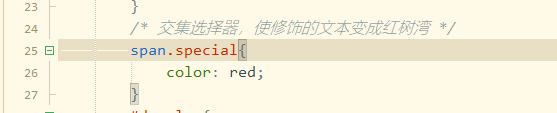 23 }
24 /* 交集选择器，使修饰的文本变成红树湾 */
25 span.special{
26 color: red;
27 }